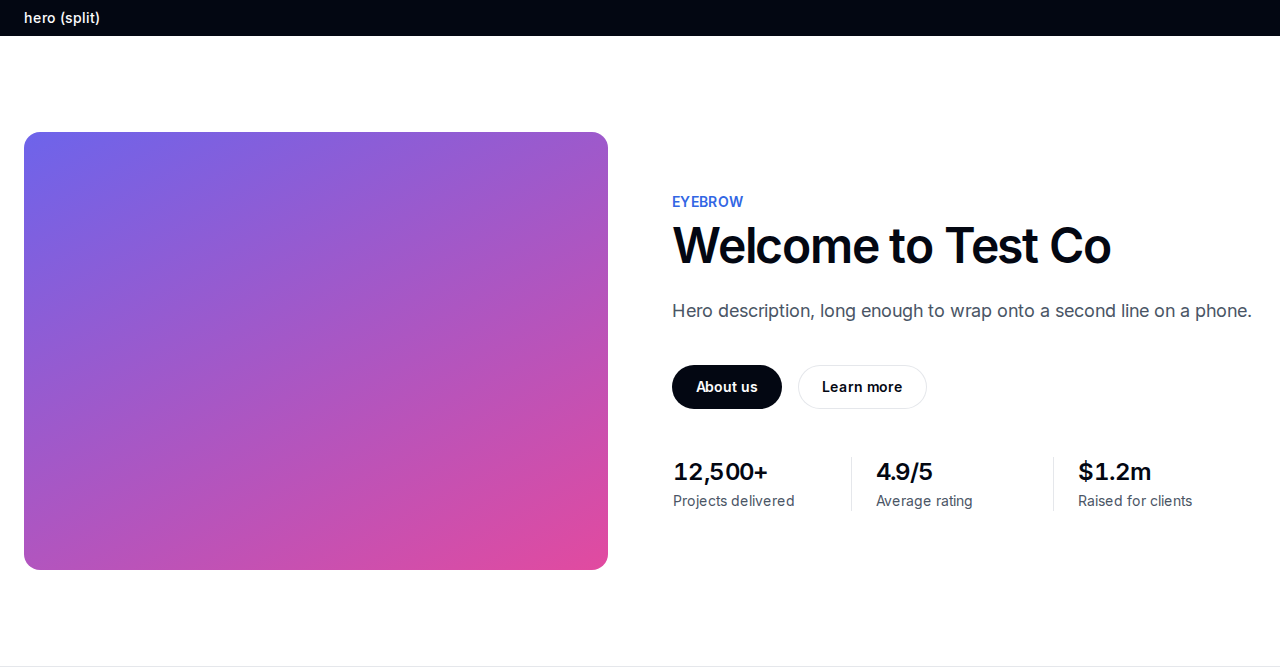 hero (split)
EYEBROW
Welcome to Test Co
Hero description, long enough to wrap onto a second line on a phone.
About us
Learn more
12,500+
Projects delivered
4.9/5
Average rating
$1.2m
Raised for clients